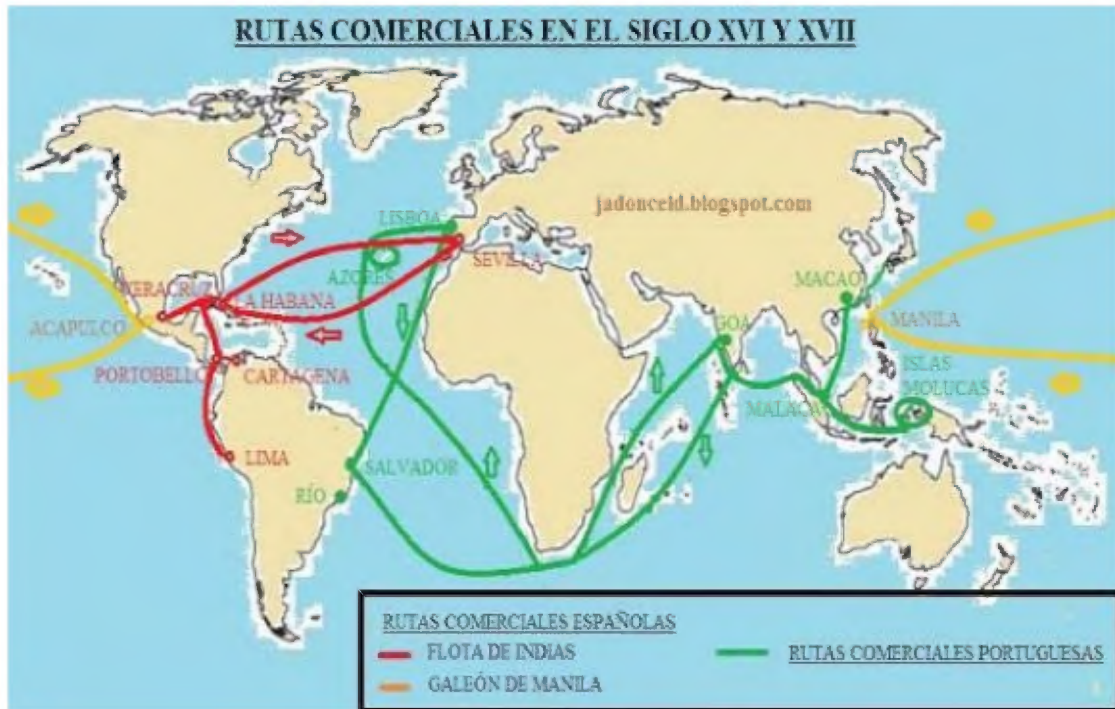 RUTAS COMERCIALES EN EL SIGLO XVI Y XVII
jadonceld.blogspot.com
LISBOA
AZORES
SEVILLA
VERACRUZ
LA HABANA
ACAPULCO
PORTOBELLO
CARTAGENA
LIMA
SALVADOR
RÍO
GOA
MACAO
MANILA
ISLAS
MOLUCAS
MALACA
RUTAS COMERCIALES ESPAÑOLAS
FLOTA DE INDIAS
GALEÓN DE MANILA
RUTAS COMERCIALES PORTUGUESAS